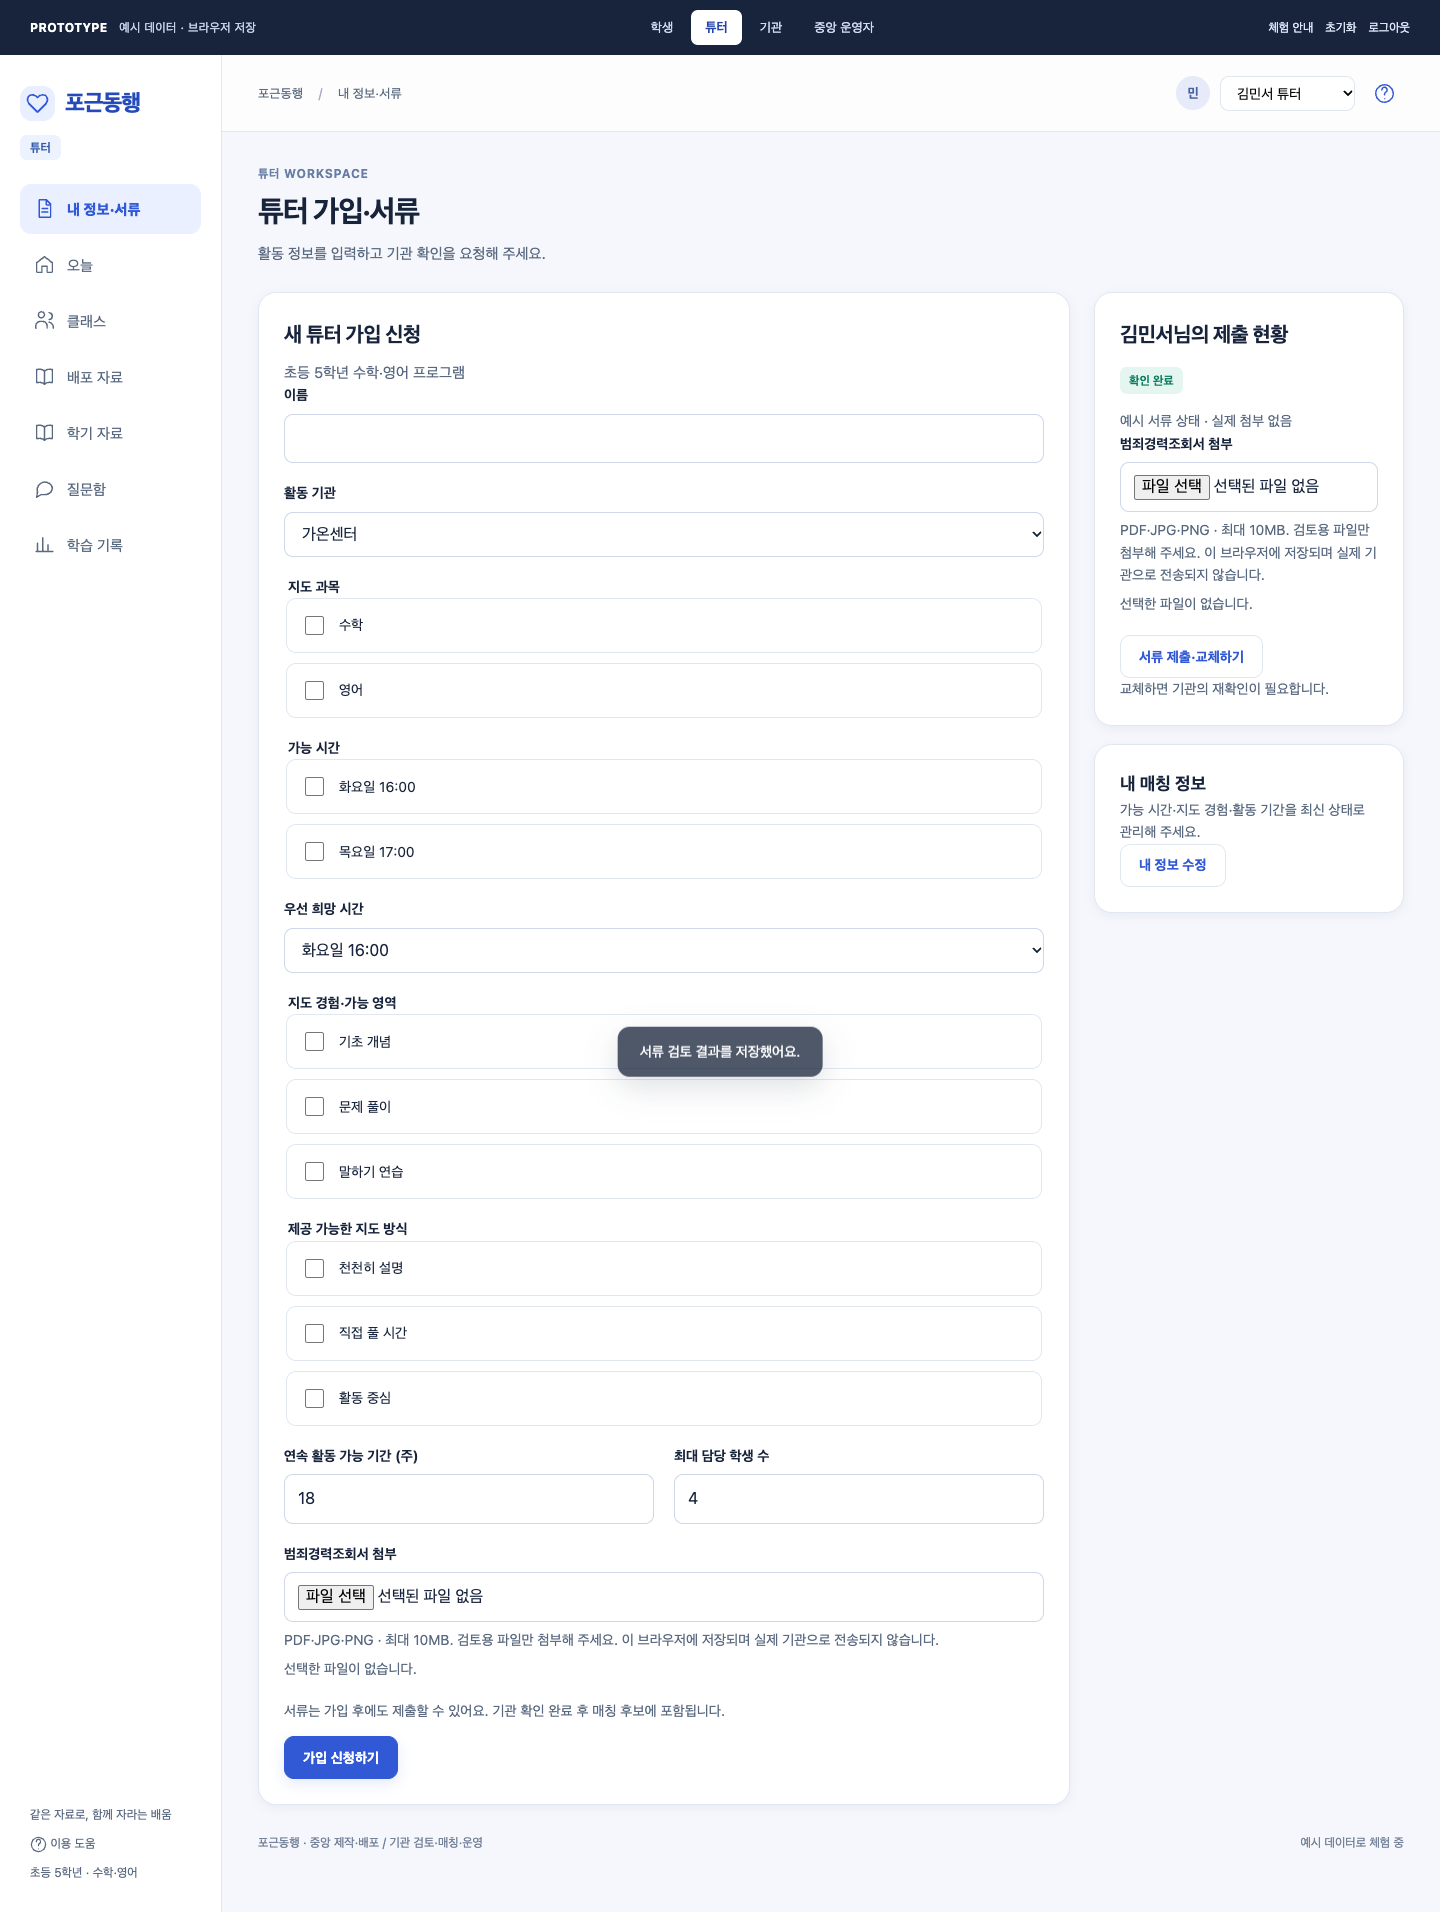 PROTOTYPE 예시 데이터 · 브라우저 저장
학생 튜터 기관 중앙 운영자
체험 안내 초기화 로그아웃
포근동행
튜터
내 정보·서류
오늘
클래스
배포 자료
학기 자료
질문함
학습 기록
같은 자료로, 함께 자라는 배움
이용 도움
초등 5학년 · 수학·영어
포근동행 / 내 정보·서류
민 김민서 튜터
튜터 WORKSPACE
튜터 가입·서류
활동 정보를 입력하고 기관 확인을 요청해 주세요.
새 튜터 가입 신청
초등 5학년 수학·영어 프로그램
이름
활동 기관
가온센터
지도 과목
수학
영어
가능 시간
화요일 16:00
목요일 17:00
우선 희망 시간
화요일 16:00
지도 경험·가능 영역
기초 개념
서류 검토 결과를 저장했어요.
문제 풀이
말하기 연습
제공 가능한 지도 방식
천천히 설명
직접 풀 시간
활동 중심
연속 활동 가능 기간 (주)
18
최대 담당 학생 수
4
범죄경력조회서 첨부
파일 선택 선택된 파일 없음
PDF·JPG·PNG · 최대 10MB. 검토용 파일만 첨부해 주세요. 이 브라우저에 저장되며 실제 기관으로 전송되지 않습니다.
선택한 파일이 없습니다.
서류는 가입 후에도 제출할 수 있어요. 기관 확인 완료 후 매칭 후보에 포함됩니다.
가입 신청하기
김민서님의 제출 현황
확인 완료
예시 서류 상태 · 실제 첨부 없음
범죄경력조회서 첨부
파일 선택 선택된 파일 없음
PDF·JPG·PNG · 최대 10MB. 검토용 파일만
첨부해 주세요. 이 브라우저에 저장되며 실제 기
관으로 전송되지 않습니다.
선택한 파일이 없습니다.
서류 제출·교체하기
교체하면 기관의 재확인이 필요합니다.
내 매칭 정보
가능 시간·지도 경험·활동 기간을 최신 상태로
관리해 주세요.
내 정보 수정
포근동행 · 중앙 제작·배포 / 기관 검토·매칭·운영
예시 데이터로 체험 중